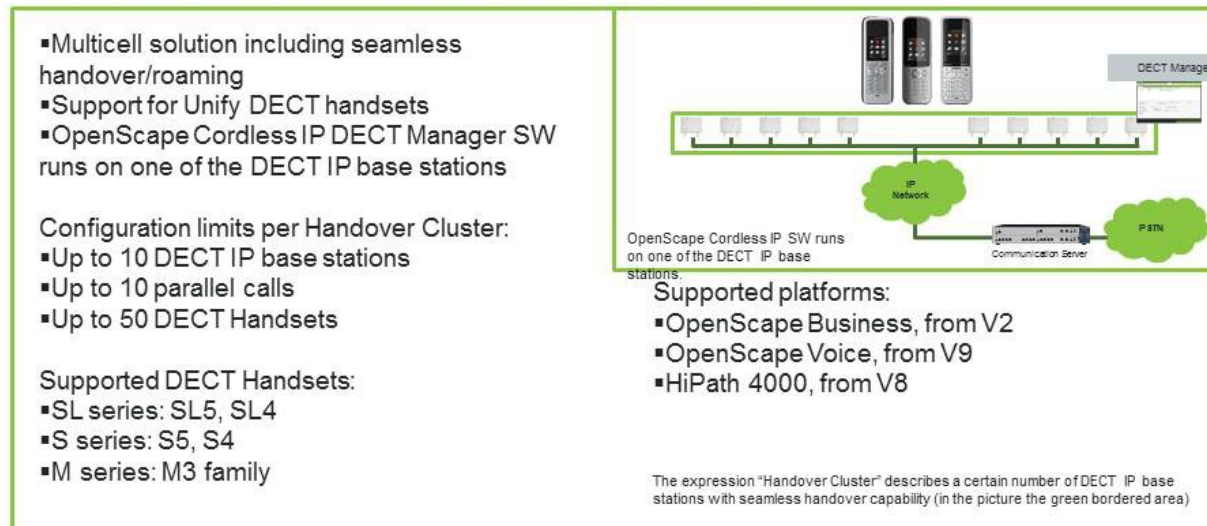 ▪Multicell solution including seamless
handover/roaming
▪Support for Unify DECT handsets
▪OpenScape Cordless IP DECT Manager SW
runs on one of the DECT IP base stations
Configuration limits per Handover Cluster:
▪Up to 10 DECT IP base stations
▪Up to 10 parallel calls
▪Up to 50 DECT Handsets
Supported DECT Handsets:
▪SL series: SL5, SL4
▪S series: S5, S4
▪M series: M3 family
DECT Manage
IP
Network
PSTN
Communication Server
OpenScape Cordless IP SW runs
on one of the DECT IP base
stations.
Supported platforms:
▪OpenScape Business, from V2
▪OpenScape Voice, from V9
▪HiPath 4000, from V8
The expression “Handover Cluster” describes a certain number of DECT IP base
stations with seamless handover capability (in the picture the green bordered area)